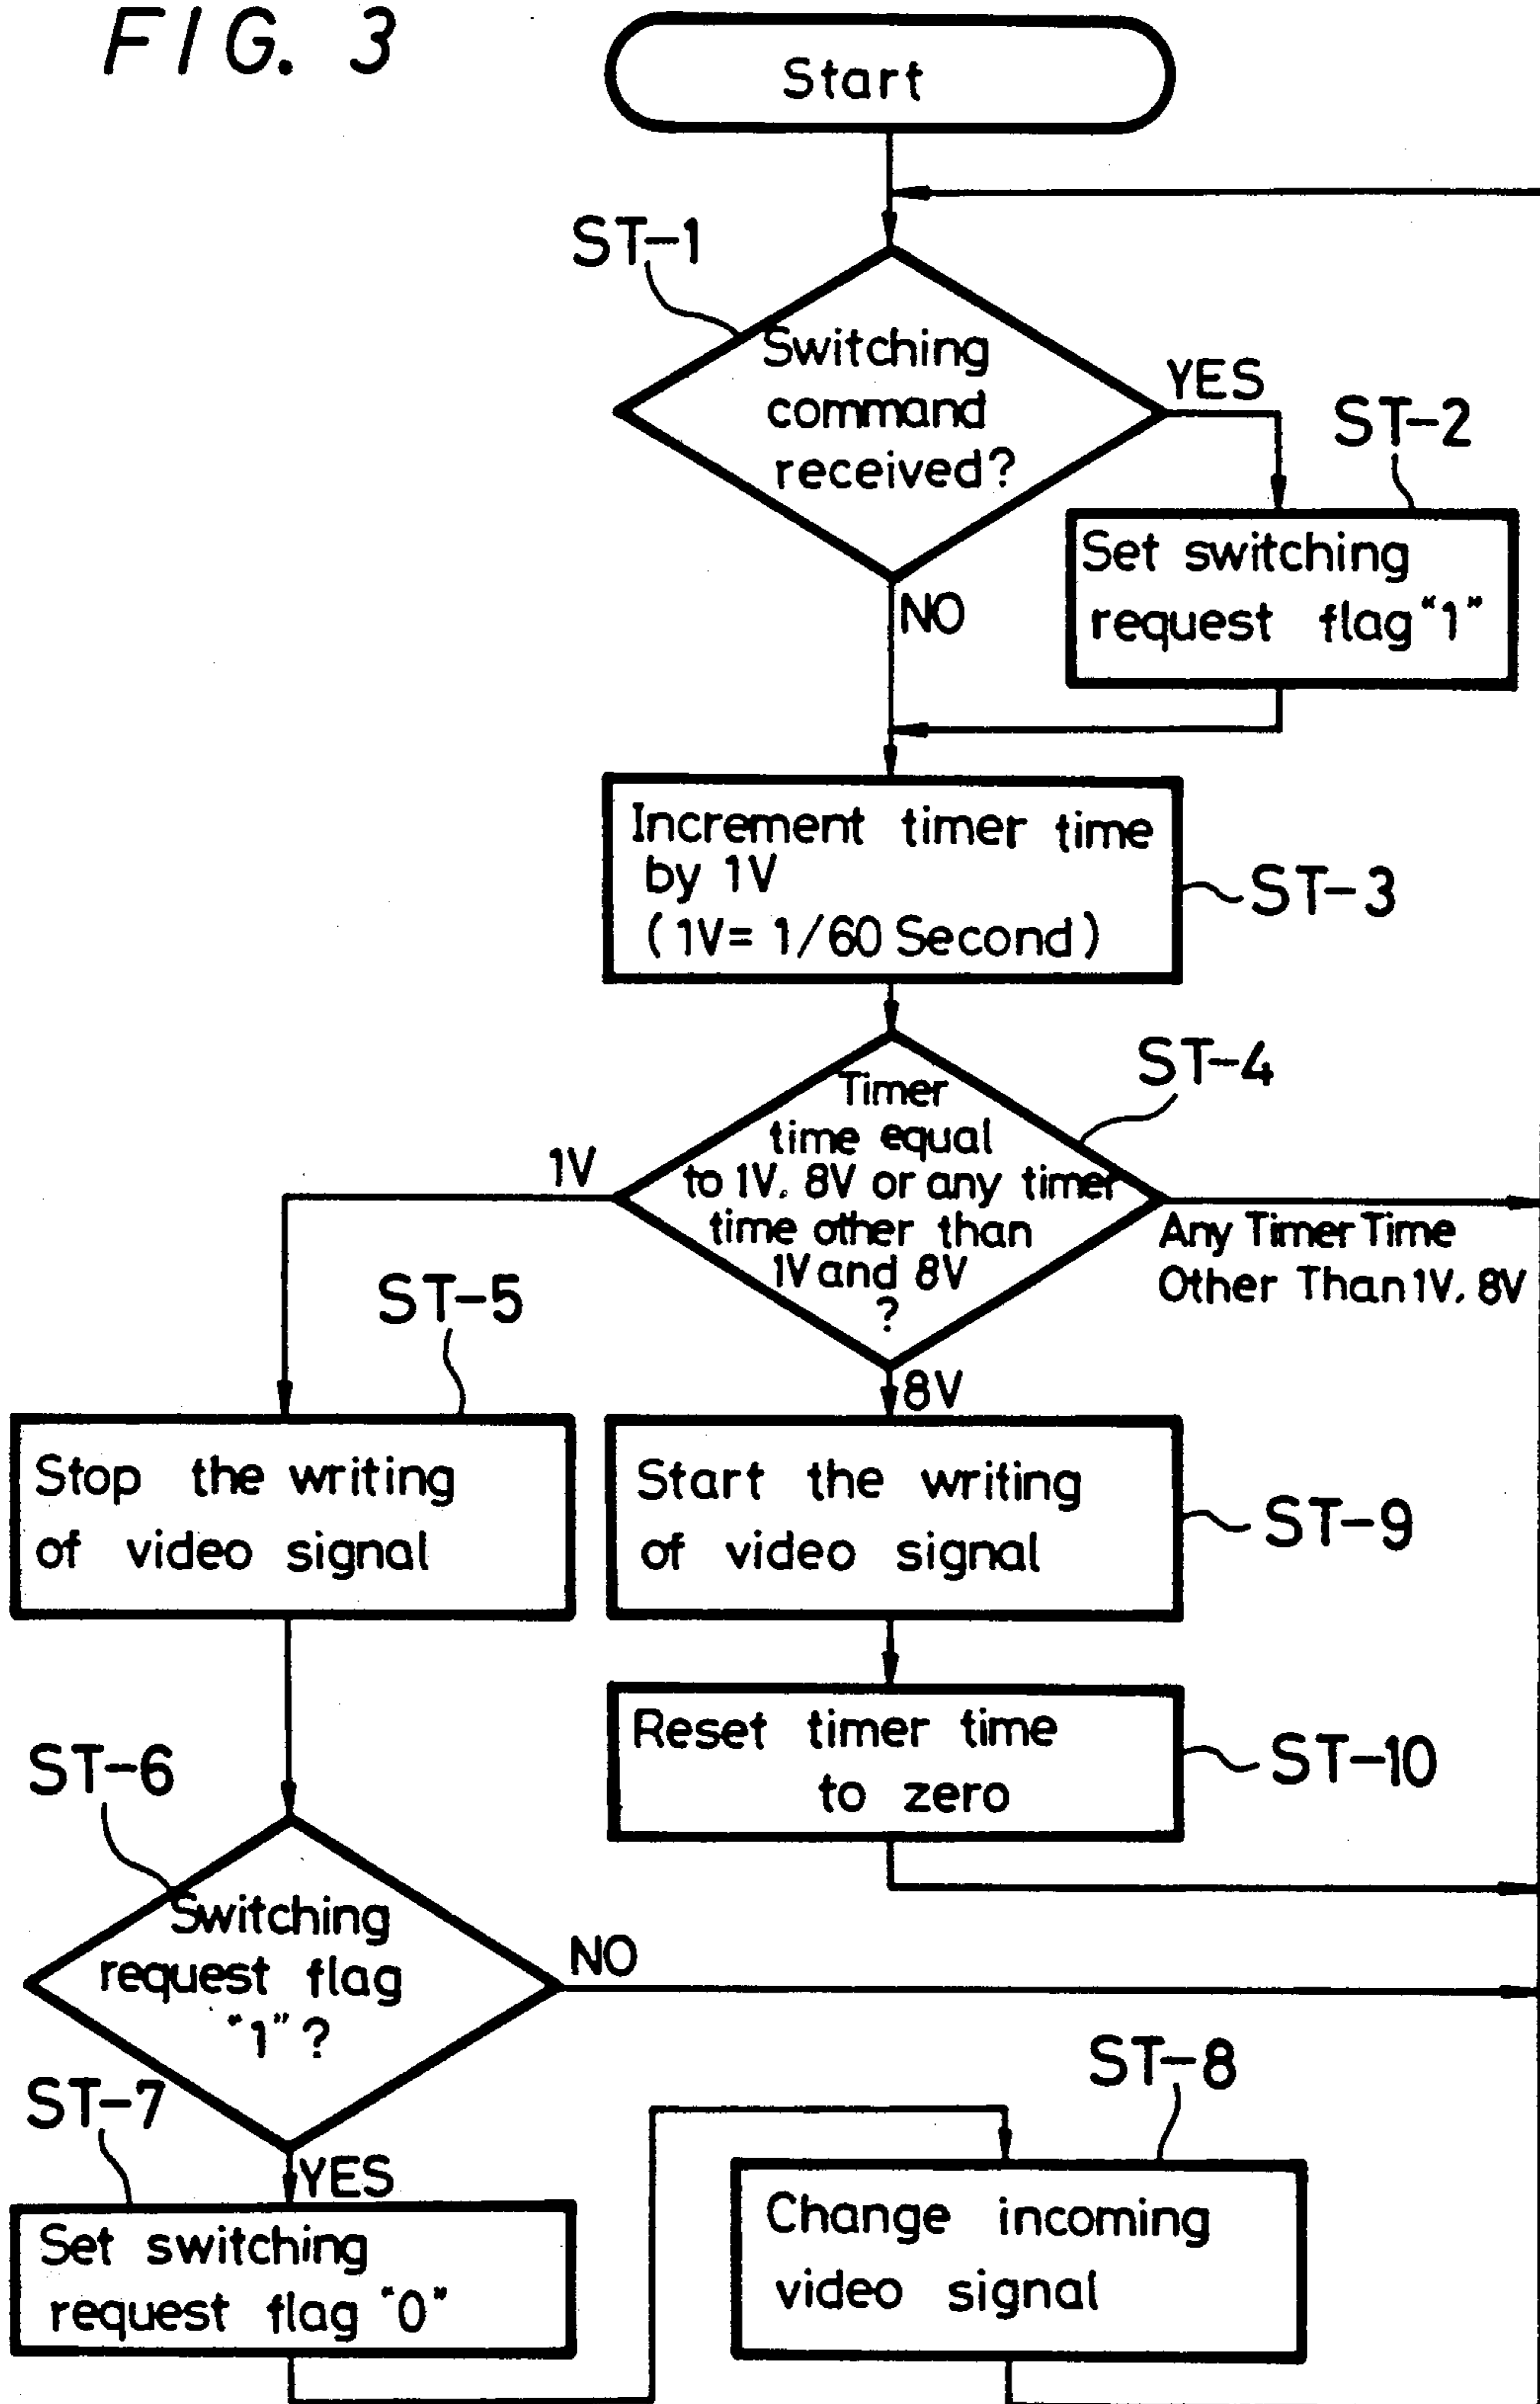 FIG. 3
Start
ST-1
Switching
command
received?
YES
ST-2
Set switching
request flag "1"
NO
Increment timer time
by 1V
(1V= 1/60 Second)
ST-3
ST-4
Timer
time equal
to 1V, 8V or any timer
time other than
1V and 8V
?
1V
Any Timer Time
Other Than 1V, 8V
8V
ST-5
Stop the writing
of video signal
Start the writing
of video signal
ST-9
Reset timer time
to zero
ST-10
ST-6
Switching
request flag
"1"?
NO
YES
ST-7
Set switching
request flag "0"
ST-8
Change incoming
video signal